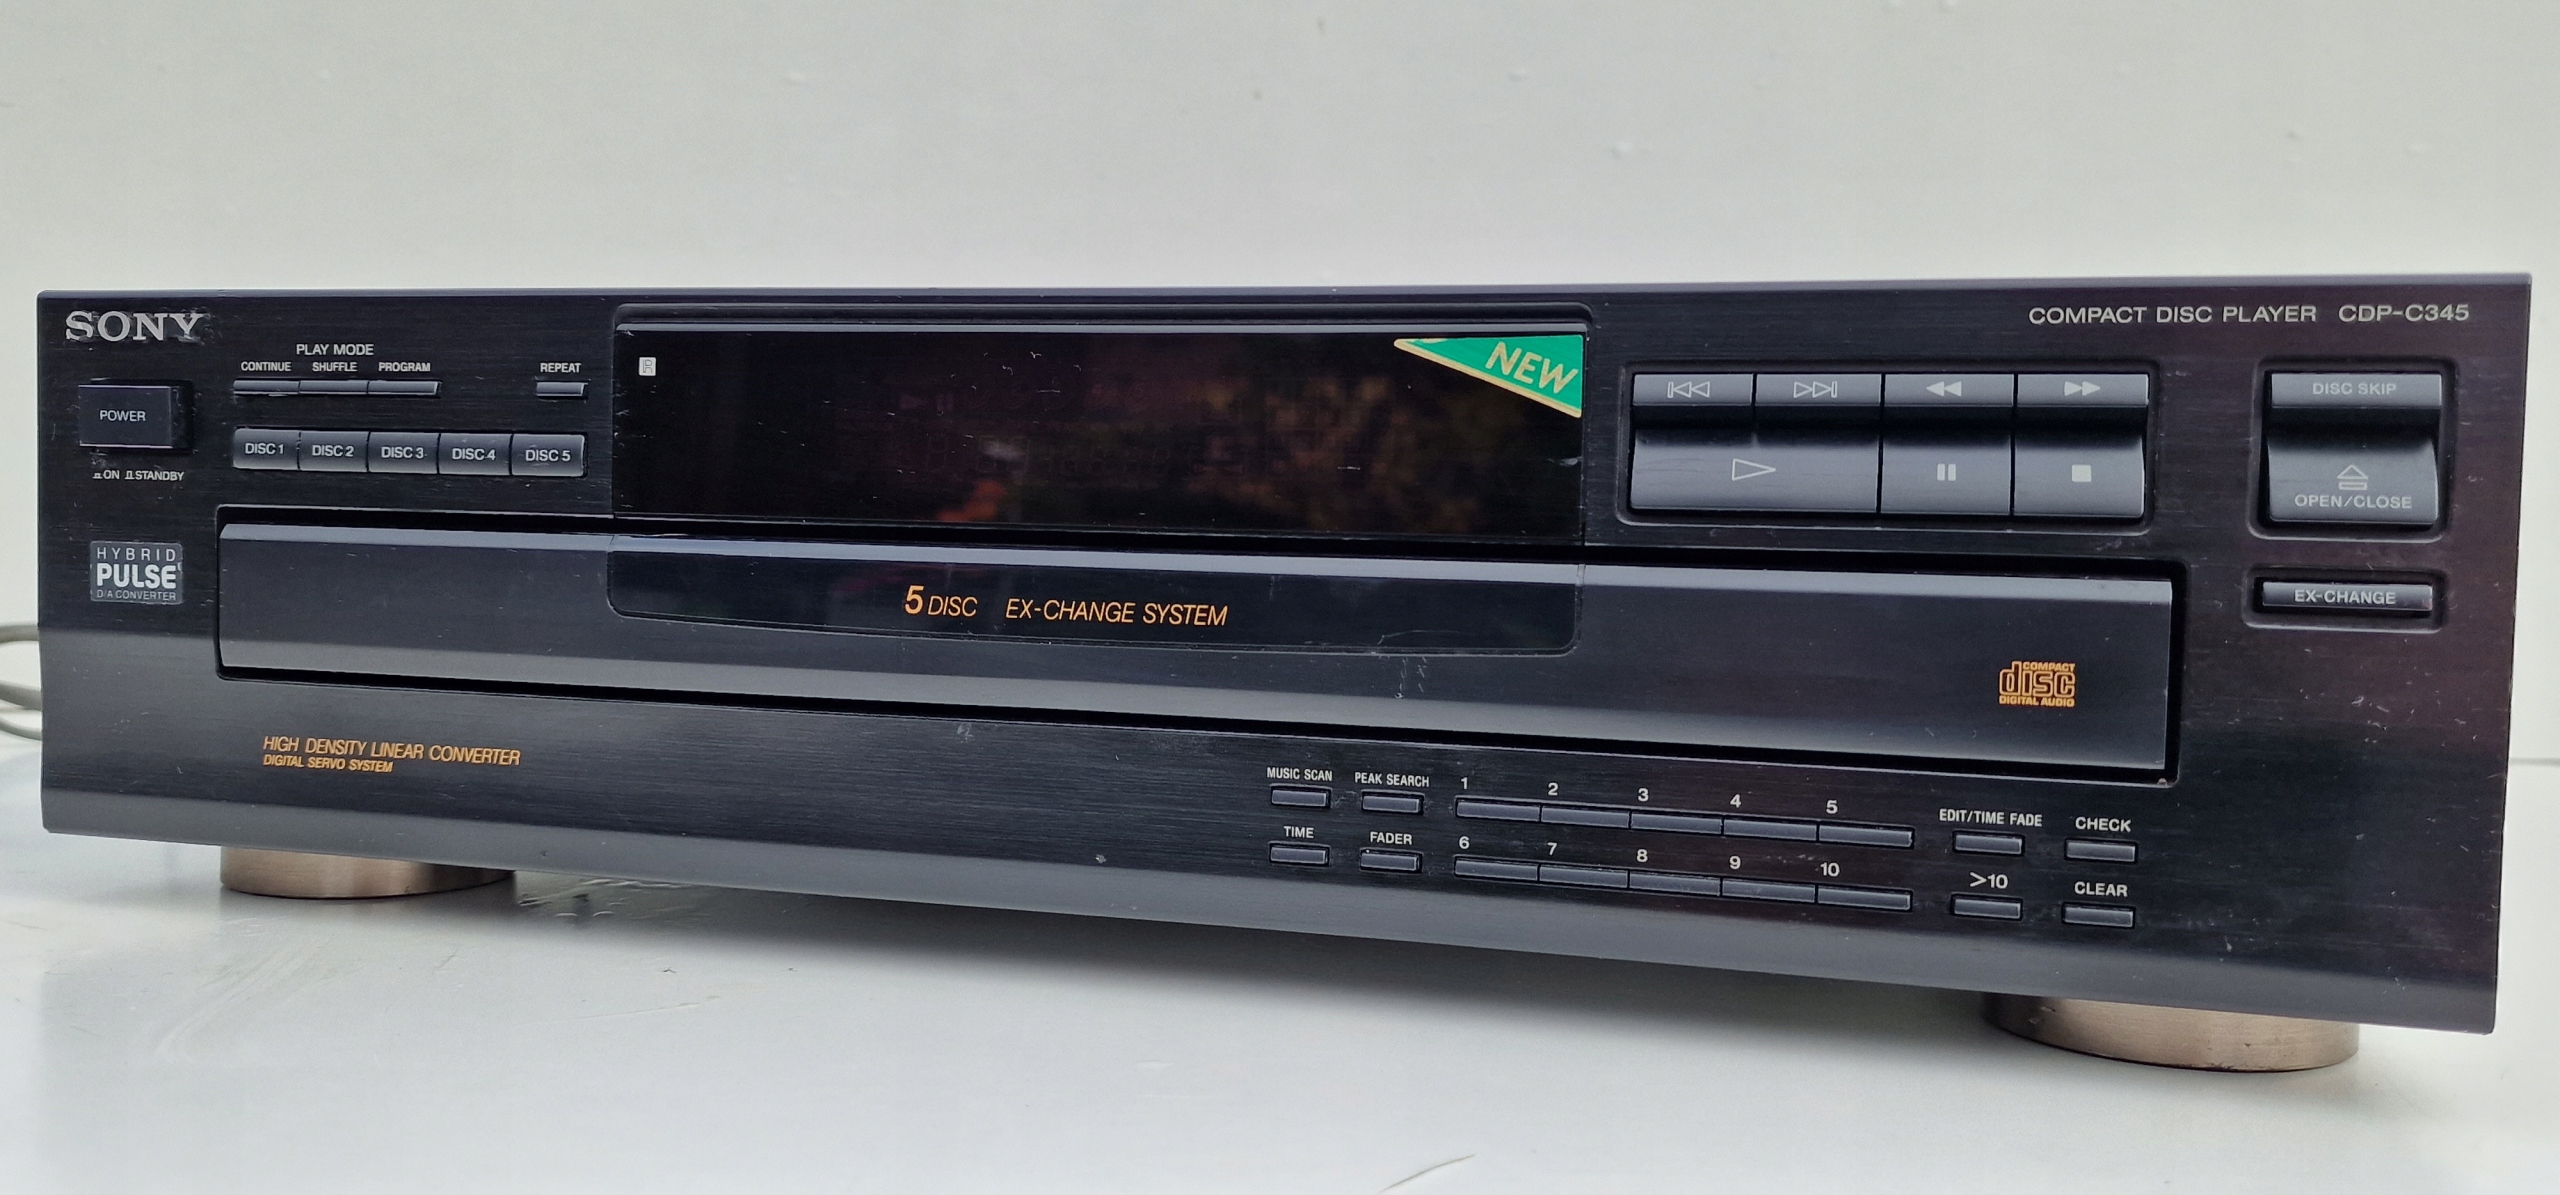 SONY
COMPACT DISC PLAYER CDP-C345
PLAY MODE
CONTINUE SHUFFLE PROGRAM
REPEAT
POWER
ON STANDBY
DISC 1 DISC 2 DISC 3 DISC 4 DISC 5
NEW
DISC SKIP
OPEN/CLOSE
EX-CHANGE
HYBRID
PULSE
D/A CONVERTER
5 DISC EX-CHANGE SYSTEM
COMPACT
disc
DIGITAL AUDIO
HIGH DENSITY LINEAR CONVERTER
DIGITAL SERVO SYSTEM
MUSIC SCAN PEAK SEARCH 1 2 3 4 5 EDIT/TIME FADE CHECK
TIME FADER 6 7 8 9 10 >10 CLEAR